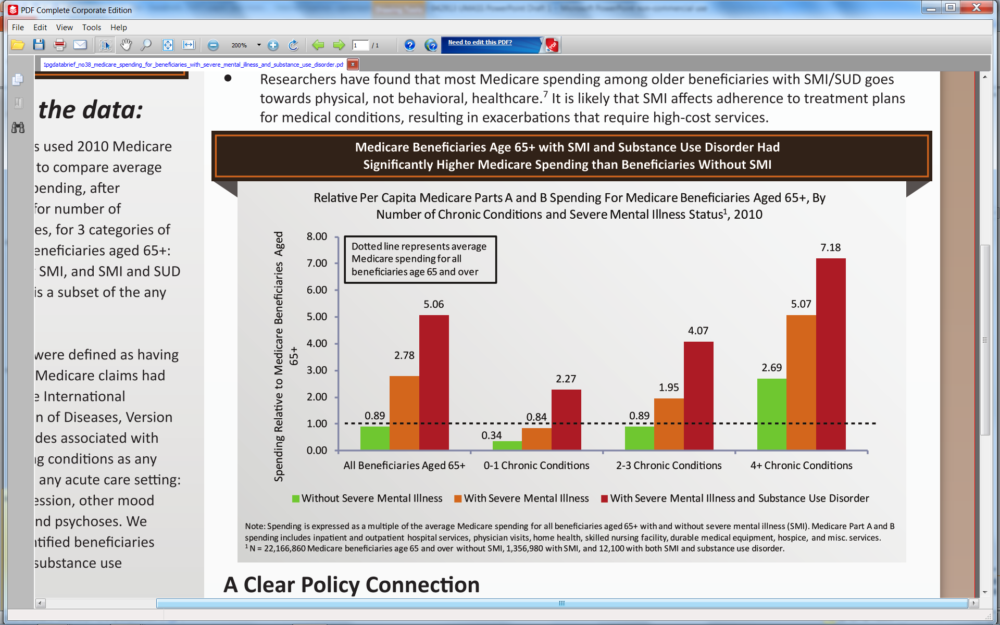 PDF Complete Corporate Edition
File Edit View Tools Help
200%
1 / 1
Need to edit this PDF?
1pgdatabrief_no38_medicare_spending_for_beneficiaries_with_severe_mental_illness_and_substance_use_disorder.pd
the data:
s used 2010 Medicare
to compare average
pending, after
for number of
es, for 3 categories of
eneficiaries aged 65+:
SMI, and SMI and SUD
is a subset of the any
were defined as having
Medicare claims had
e International
n of Diseases, Version
des associated with
g conditions as any
any acute care setting:
ession, other mood
nd psychoses. We
ntified beneficiaries
substance use
• Researchers have found that most Medicare spending among older beneficiaries with SMI/SUD goes
towards physical, not behavioral, healthcare.7 It is likely that SMI affects adherence to treatment plans
for medical conditions, resulting in exacerbations that require high-cost services.
Medicare Beneficiaries Age 65+ with SMI and Substance Use Disorder Had
Significantly Higher Medicare Spending than Beneficiaries Without SMI
Relative Per Capita Medicare Parts A and B Spending For Medicare Beneficiaries Aged 65+, By
Number of Chronic Conditions and Severe Mental Illness Status1, 2010
Spending Relative to Medicare Beneficiaries Aged
65+
8.00
7.00
6.00
5.00
4.00
3.00
2.00
1.00
0.00
Dotted line represents average
Medicare spending for all
beneficiaries age 65 and over
0.89
2.78
5.06
0.34
0.84
2.27
0.89
1.95
4.07
2.69
5.07
7.18
All Beneficiaries Aged 65+
0-1 Chronic Conditions
2-3 Chronic Conditions
4+ Chronic Conditions
Without Severe Mental Illness
With Severe Mental Illness
With Severe Mental Illness and Substance Use Disorder
Note: Spending is expressed as a multiple of the average Medicare spending for all beneficiaries aged 65+ with and without severe mental illness (SMI). Medicare Part A and B
spending includes inpatient and outpatient hospital services, physician visits, home health, skilled nursing facility, durable medical equipment, hospice, and misc. services.
1 N = 22,166,860 Medicare beneficiaries age 65 and over without SMI, 1,356,980 with SMI, and 12,100 with both SMI and substance use disorder.
A Clear Policy Connection